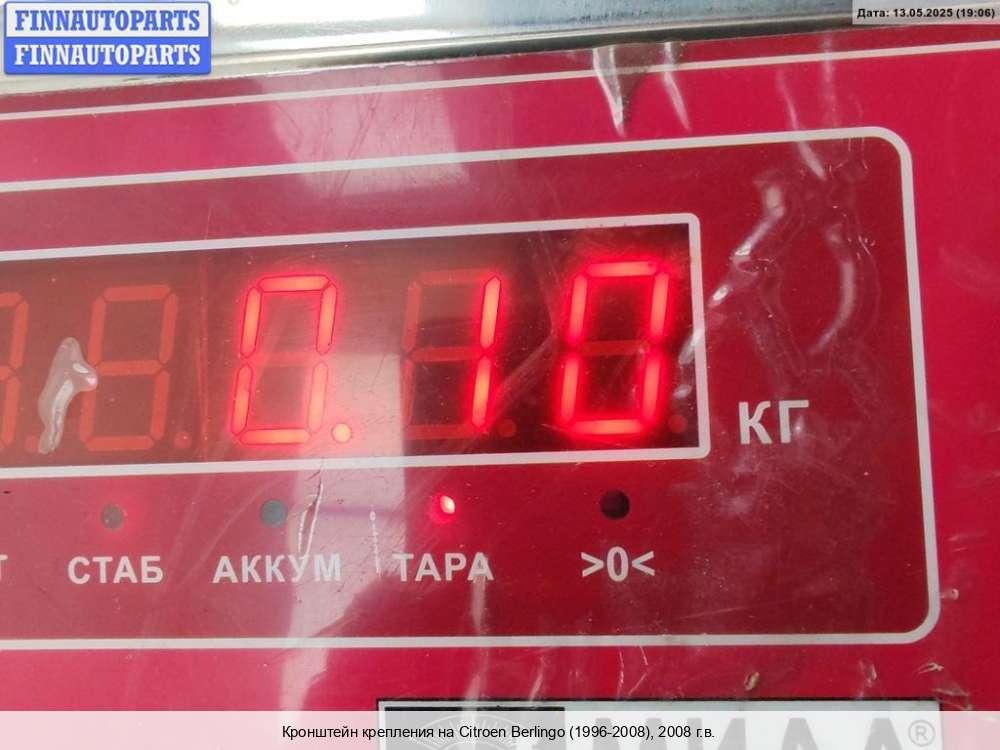 FINNAUTOPARTS
FINNAUTOPARTS
Дата: 13.05.2025 (19:06)
0.10
КГ
СТАБ АККУМ ТАРА >0<
®
Кронштейн крепления на Citroen Berlingo (1996-2008), 2008 г.в.